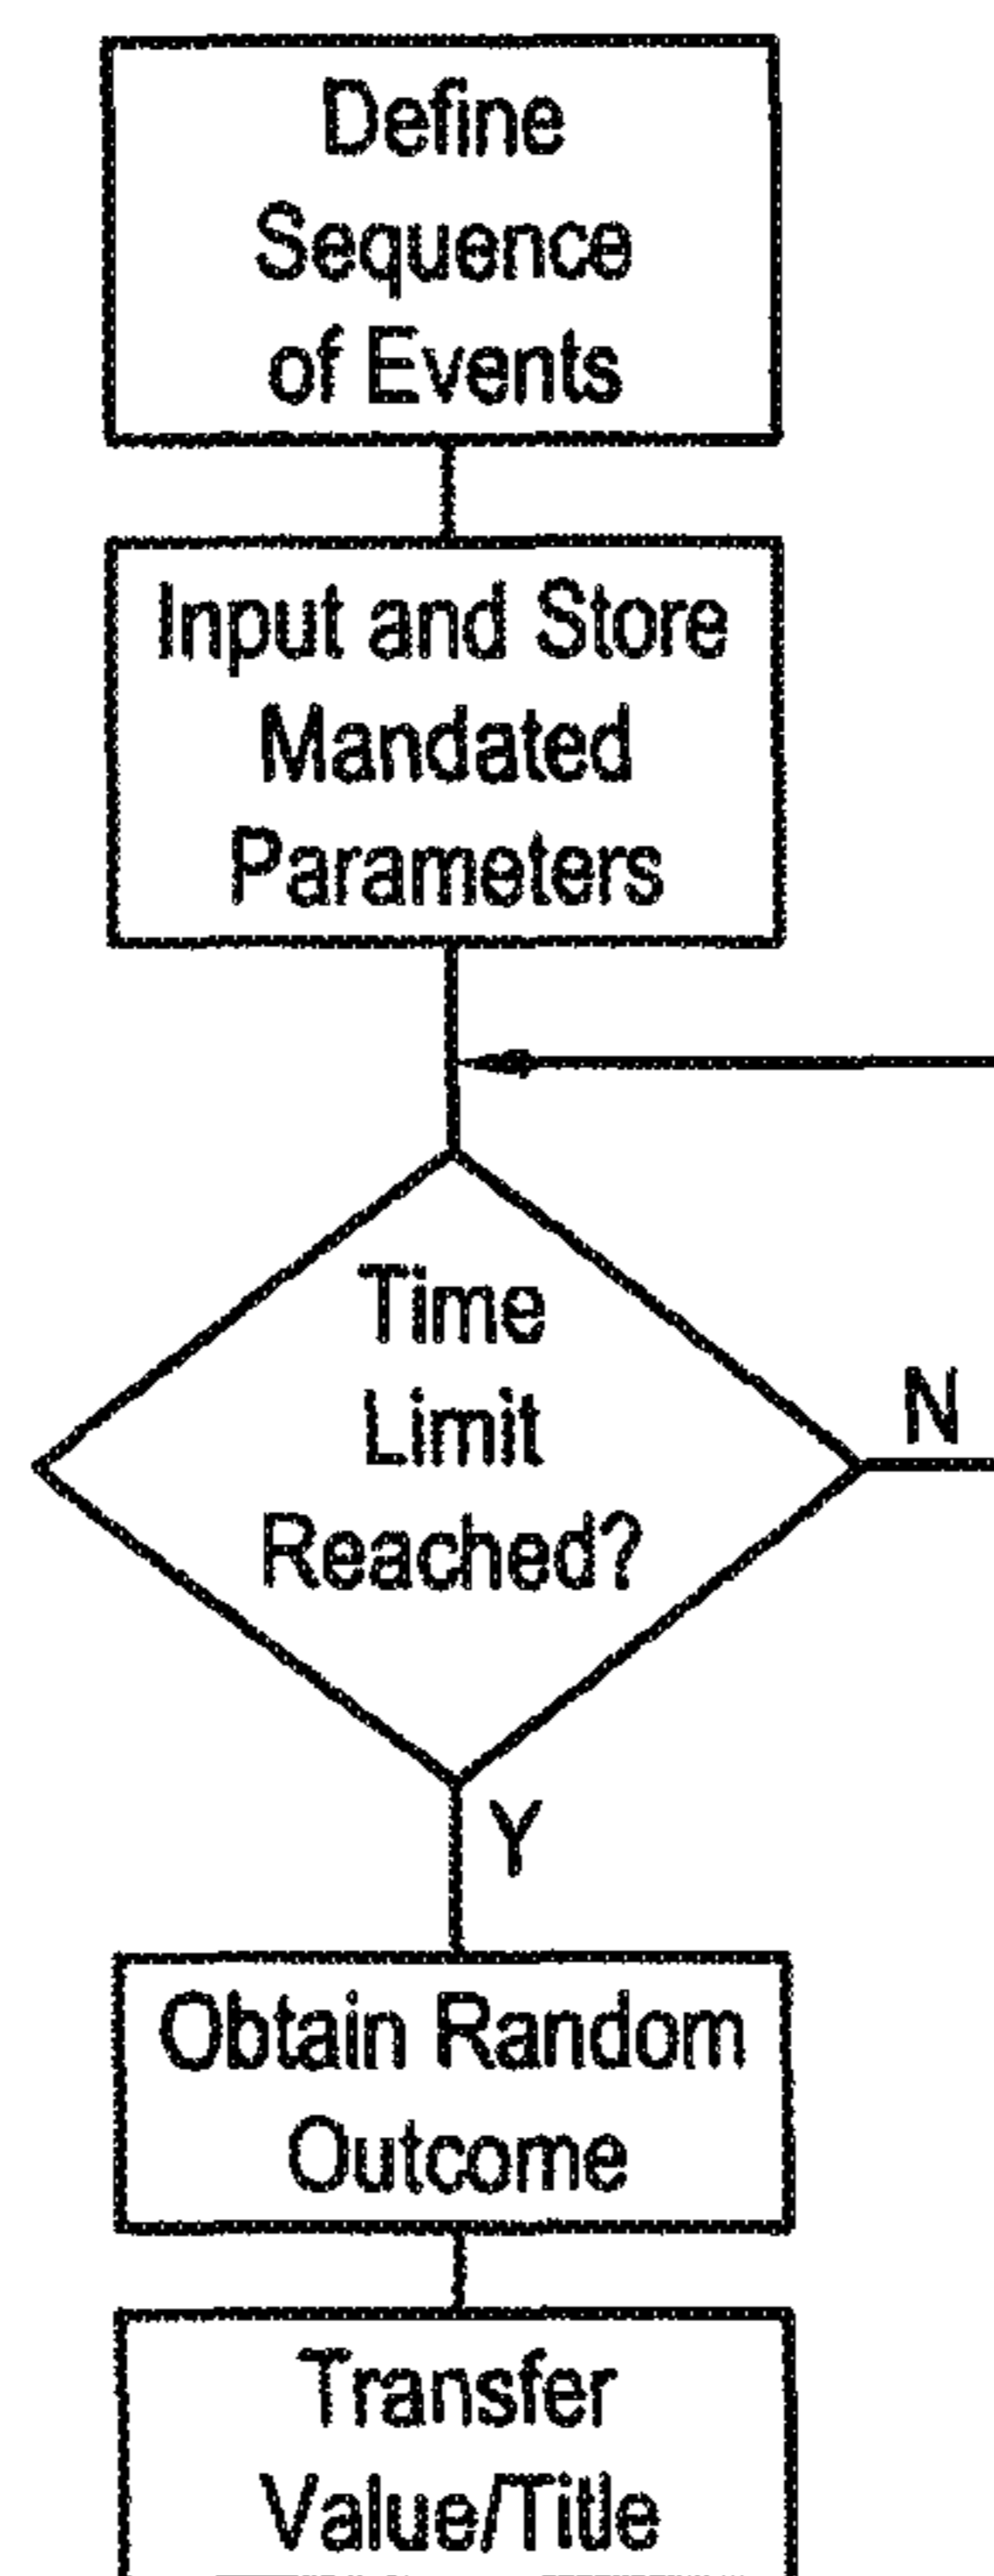 Define
Sequence
of Events
Input and Store
Mandated
Parameters
Time
Limit
Reached?
N
Y
Obtain Random
Outcome
Transfer
Value/Title